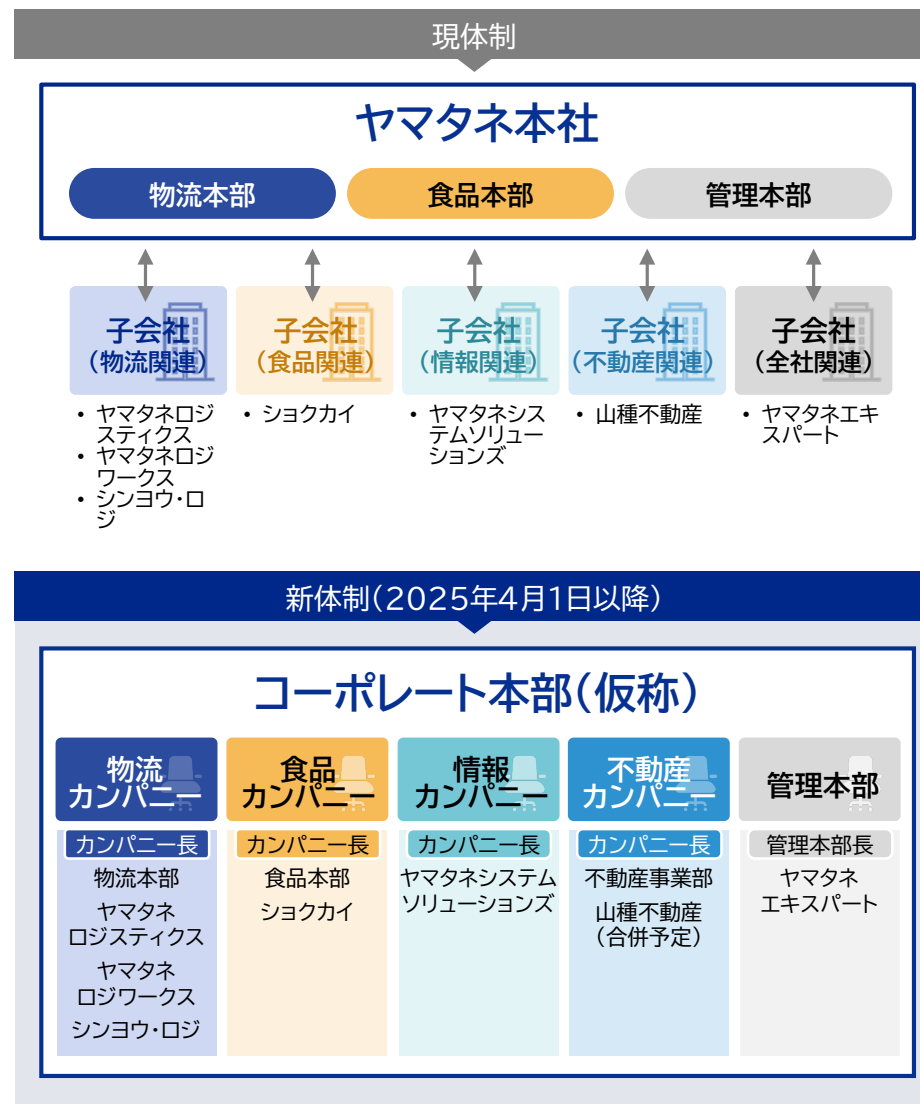 現体制
ヤマタネ本社
物流本部
食品本部
管理本部
子会社
(物流関連)
子会社
(食品関連)
子会社
(情報関連)
子会社
(不動産関連)
子会社
(全社関連)
• ヤマタネロジ
スティクス
• ヤマタネロジ
ワークス
• シンヨウ・ロ
ジ
• ショクカイ
• ヤマタネシス
テムソリュー
ションズ
• 山種不動産
• ヤマタネエキ
スパート
新体制(2025年4月1日以降)
コーポレート本部(仮称)
物流
カンパニー
カンパニー長
物流本部
ヤマタネ
ロジスティクス
ヤマタネ
ロジワークス
シンヨウ・ロジ
食品
カンパニー
カンパニー長
食品本部
ショクカイ
情報
カンパニー
カンパニー長
ヤマタネシステム
ソリューションズ
不動産
カンパニー
カンパニー長
不動産事業部
山種不動産
(合併予定)
管理本部
管理本部長
ヤマタネ
エキスパート